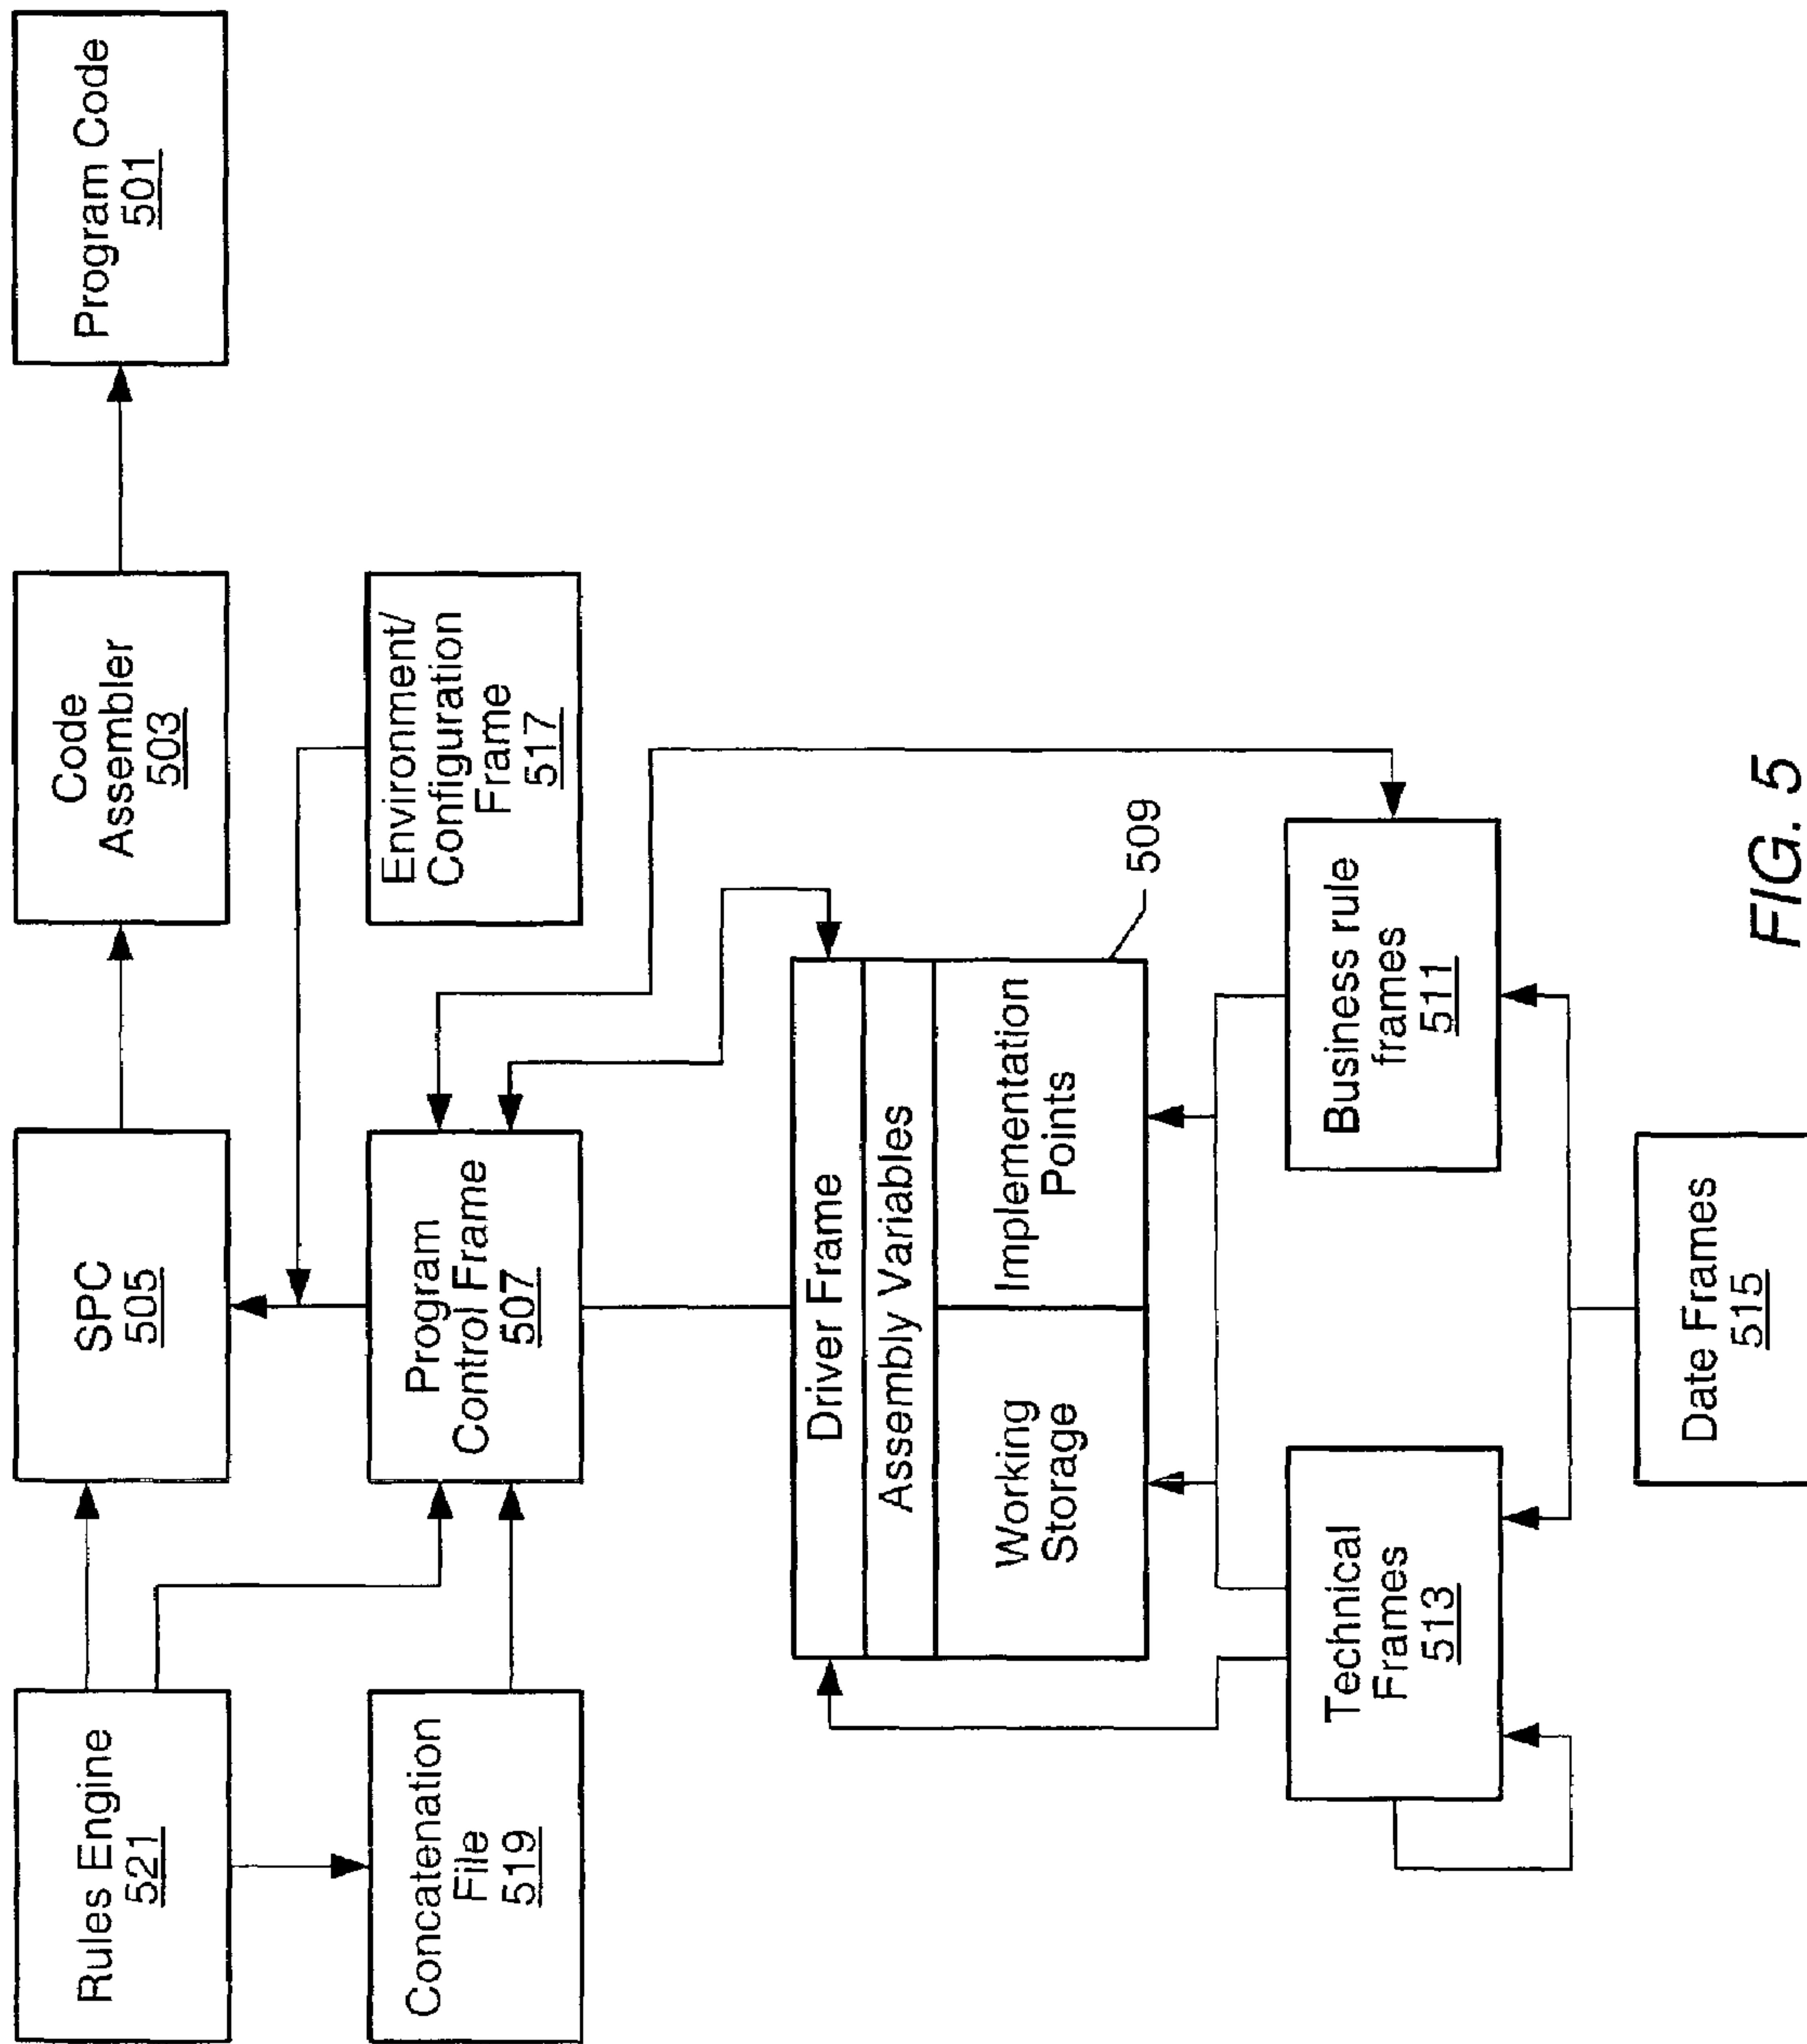 Rules Engine
521
SPC
505
Code
Assembler
503
Program Code
501
Concatenation
File
519
Program
Control Frame
507
Environment/
Configuration
Frame
517
Driver Frame
Assembly Variables
Working
Storage
Implementation
Points
509
Technical
Frames
513
Business rule
frames
511
Date Frames
515
FIG. 5